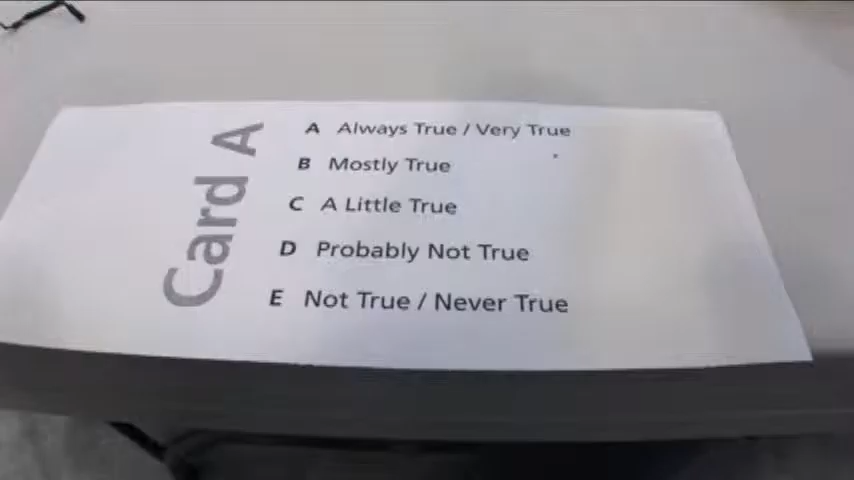 Card A
A Always True / Very True
B Mostly True
C A Little True
D Probably Not True
E Not True / Never True